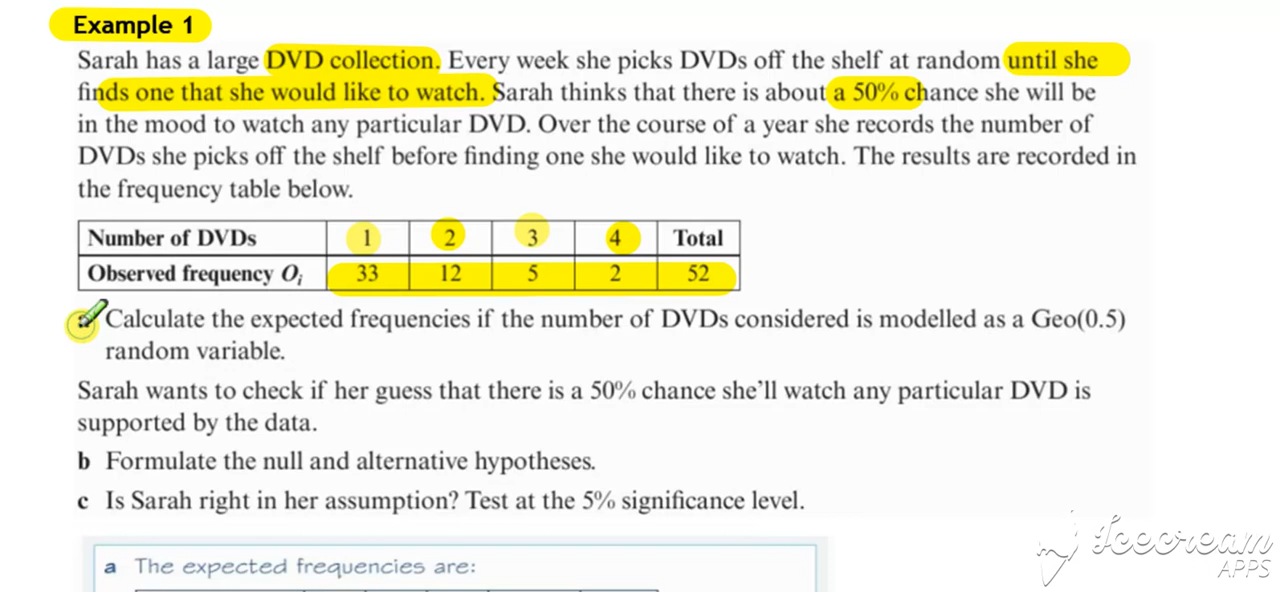 Example 1
Sarah has a large DVD collection. Every week she picks DVDs off the shelf at random until she
finds one that she would like to watch. Sarah thinks that there is about a 50% chance she will be
in the mood to watch any particular DVD. Over the course of a year she records the number of
DVDs she picks off the shelf before finding one she would like to watch. The results are recorded in
the frequency table below.
Number of DVDs 1 2 3 4 Total
Observed frequency Oᵢ 33 12 5 2 52
a Calculate the expected frequencies if the number of DVDs considered is modelled as a Geo(0.5)
random variable.
Sarah wants to check if her guess that there is a 50% chance she'll watch any particular DVD is
supported by the data.
b Formulate the null and alternative hypotheses.
c Is Sarah right in her assumption? Test at the 5% significance level.
a The expected frequencies are:
Icecream
APPS